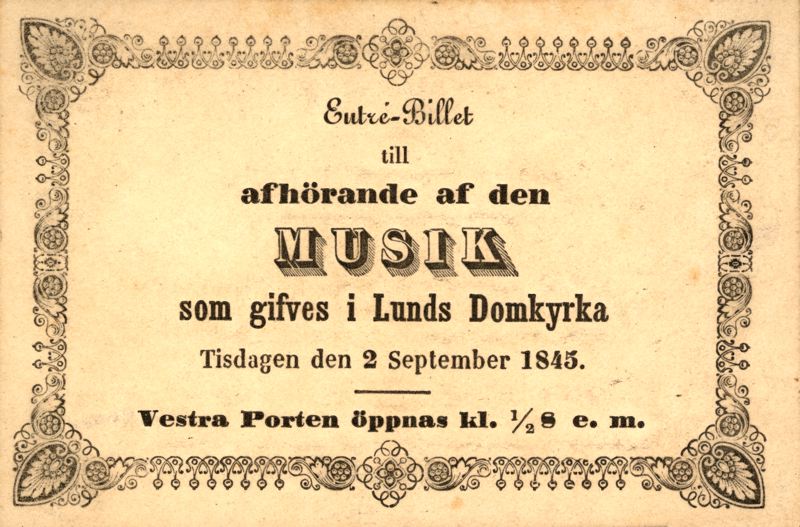 Entré-Billet
till
afhörande af den
MUSIK
som gifves i Lunds Domkyrka
Tisdagen den 2 September 1845.
Vestra Porten öppnas kl. ½8 e. m.